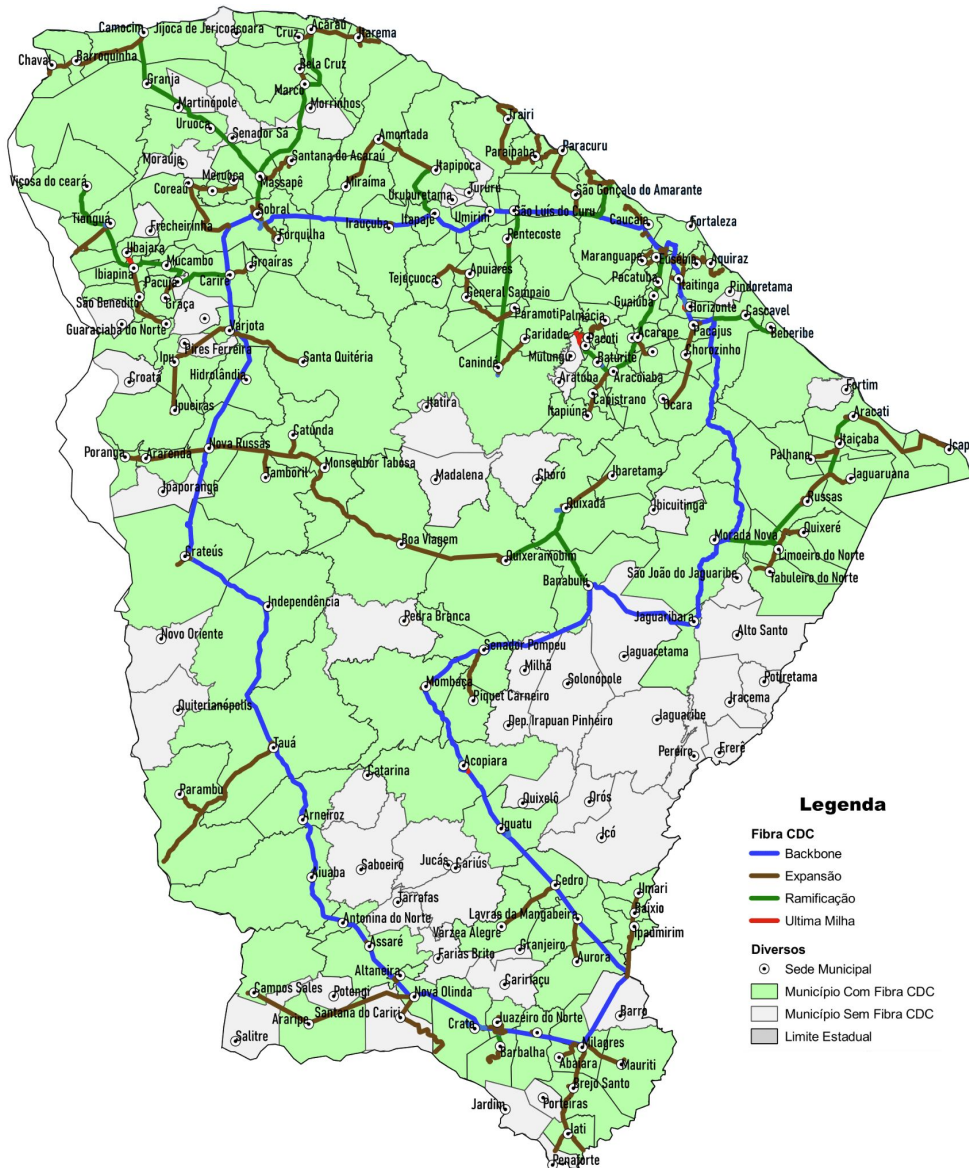 Camocim
Jijoca de Jericoacoara
Cruz
Acaraú
Itarema
Chaval
Barroquinha
Bela Cruz
Granja
Marco
Martinópole
Morrinhos
Trairi
Uruoca
Senador Sá
Amontada
Paraipaba
Paracuru
Moraújo
Santana do Acaraú
Itapipoca
Viçosa do ceará
Coreaú
Meruoca
Massapê
Miraíma
Uruburetama
Tururu
São Gonçalo do Amarante
Tianguá
Frecheirinha
Sobral
Irauçuba
Itapajé
Umirim
São Luís do Curu
Caucaia
Fortaleza
Ubajara
Forquilha
Pentecoste
Maranguape
Eusébio
Aquiraz
Ibiapina
Mucambo
Cariré
Groaíras
Tejuçuoca
Apuiares
Pacatuba
Itaitinga
Pacujá
General Sampaio
Guaiúba
Pindoretama
São Benedito
Graça
Paramoti
Palmácia
Horizonte
Cascavel
Guaraciaba do Norte
Varjota
Caridade
Pacoti
Acarape
Pacajus
Beberibe
Pires Ferreira
Mulungu
Chorozinho
Ipu
Santa Quitéria
Canindé
Baturité
Croatá
Hidrolândia
Aratuba
Aracoiaba
Fortim
Ipueiras
Itatira
Capistrano
Itapiúna
Ocara
Aracati
Poranga
Ararendá
Nova Russas
Catunda
Itaiçaba
Icap
Palhano
Ipaporanga
Tamboril
Monsenhor Tabosa
Madalena
Choró
Ibaretama
Jaguaruana
Quixadá
Ibicuitinga
Russas
Crateús
Boa Viagem
Quixeramobim
Morada Nova
Quixeré
Limoeiro do Norte
Banabuiú
São João do Jaguaribe
Tabuleiro do Norte
Independência
Pedra Branca
Jaguaribara
Novo Oriente
Senador Pompeu
Alto Santo
Milhã
Jaguaretama
Mombaça
Solonópole
Potiretama
Quiterianópolis
Piquet Carneiro
Iracema
Dep. Irapuan Pinheiro
Jaguaribe
Tauá
Pereiro
Ererê
Acopiara
Parambu
Catarina
Quixelô
Orós
Arneiroz
Iguatu
Icó
Saboeiro
Jucás
Cariús
Aiuaba
Cedro
Umari
Tarrafas
Baixio
Antonina do Norte
Lavras da Mangabeira
Várzea Alegre
Ipaumirim
Assaré
Farias Brito
Granjeiro
Aurora
Altaneira
Caririaçu
Campos Sales
Potengi
Nova Olinda
Barro
Araripe
Santana do Cariri
Crato
Juazeiro do Norte
Salitre
Barbalha
Milagres
Abaiara
Mauriti
Brejo Santo
Jardim
Porteiras
Jati
Penaforte
Legenda
Fibra CDC
Backbone
Expansão
Ramificação
Ultima Milha
Diversos
Sede Municipal
Município Com Fibra CDC
Município Sem Fibra CDC
Limite Estadual